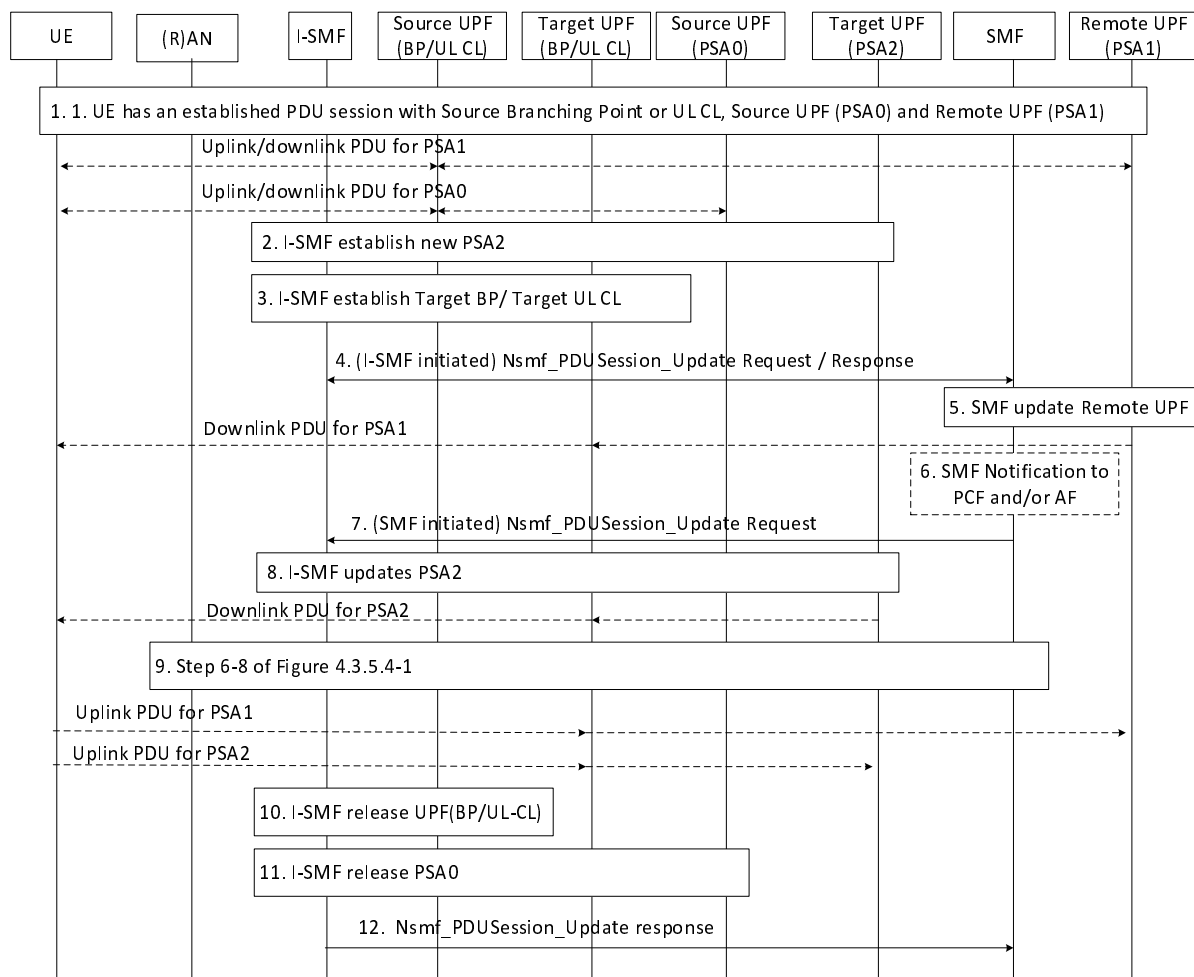 UE
(R)AN
I-SMF
Source UPF
(BP/UL CL)
Target UPF
(BP/UL CL)
Source UPF
(PSA0)
Target UPF
(PSA2)
SMF
Remote UPF
(PSA1)
1. 1. UE has an established PDU session with Source Branching Point or UL CL, Source UPF (PSA0) and Remote UPF (PSA1)
Uplink/downlink PDU for PSA1
Uplink/downlink PDU for PSA0
2. I-SMF establish new PSA2
3. I-SMF establish Target BP/ Target UL CL
4. (I-SMF initiated) Nsmf_PDUSession_Update Request / Response
5. SMF update Remote UPF
Downlink PDU for PSA1
6. SMF Notification to
PCF and/or AF
7. (SMF initiated) Nsmf_PDUSession_Update Request
8. I-SMF updates PSA2
Downlink PDU for PSA2
9. Step 6-8 of Figure 4.3.5.4-1
Uplink PDU for PSA1
Uplink PDU for PSA2
10. I-SMF release UPF(BP/UL-CL)
11. I-SMF release PSA0
12. Nsmf_PDUSession_Update response